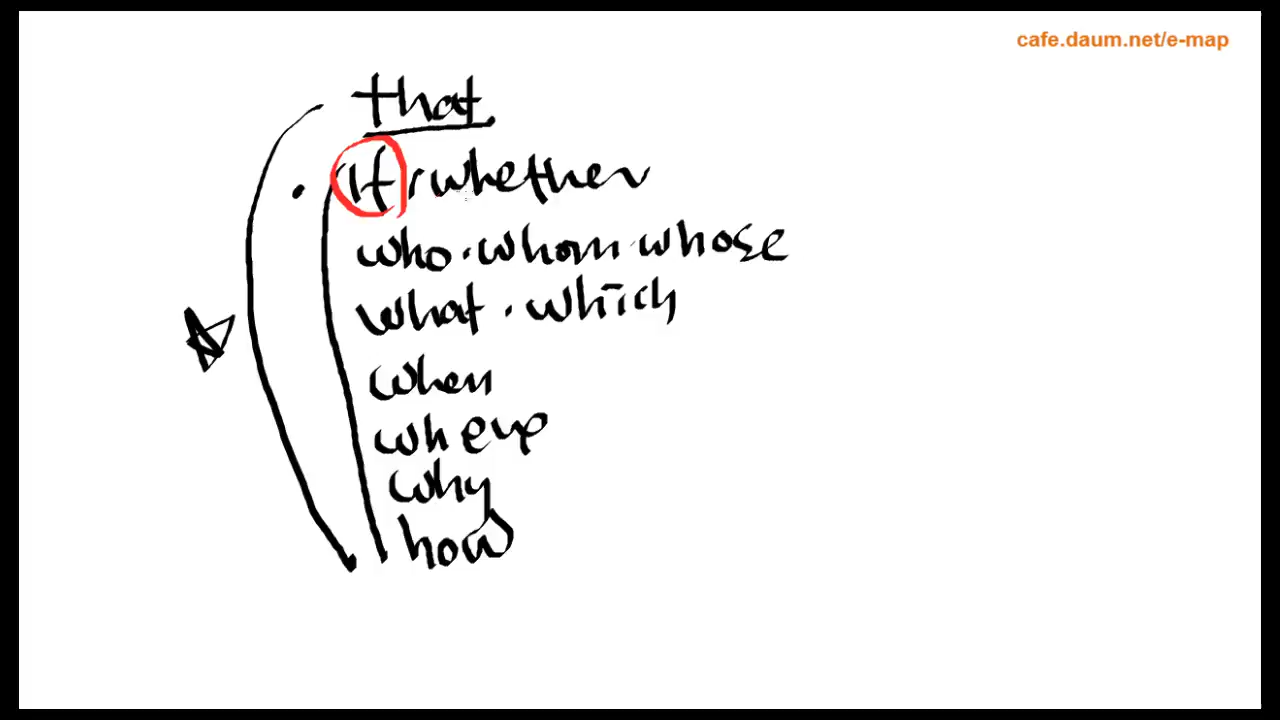 cafe.daum.net/e-map
that
if, whether
who · whom · whose
what · which
when
where
why
how